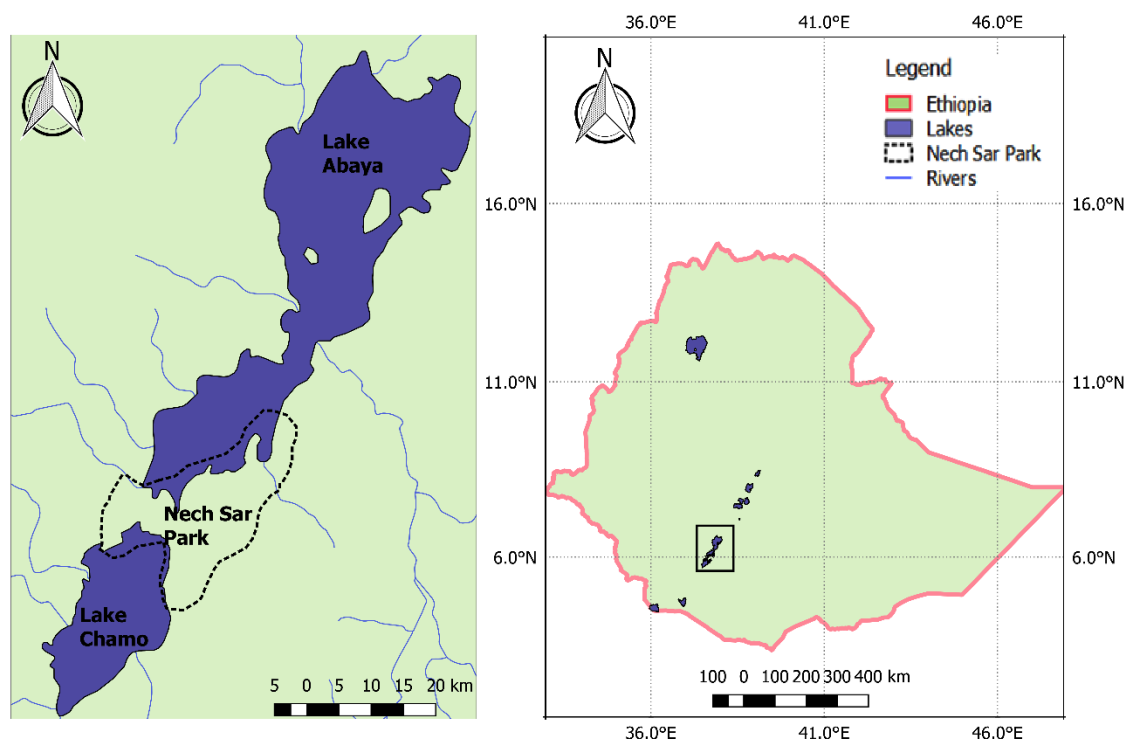 N
Lake
Abaya
Nech Sar
Park
Lake
Chamo
5 0 5 10 15 20 km
36.0°E 41.0°E 46.0°E
N
Legend
Ethiopia
Lakes
Nech Sar Park
Rivers
16.0°N 16.0°N
11.0°N 11.0°N
6.0°N 6.0°N
100 0 100 200 300 400 km
36.0°E 41.0°E 46.0°E